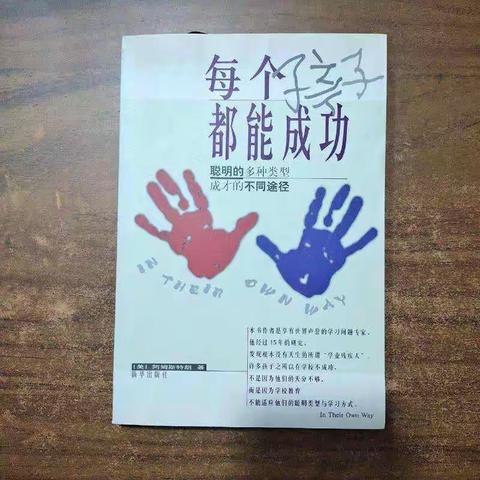 每个孩子
都能成功
聪明的多种类型
成才的不同途径
IN THEIR OWN WAY
本书作者是享有世界声誉的学习问题专家。
他经过15年的研究,
发现根本没有天生的所谓“学业残疾人”。
许多孩子之所以在学校不成功,
不是因为他们的天分不够,
而是因为学校教育
不能适应他们的聪明类型与学习方式。
In Their Own Way
[美] 阿姆斯特朗 著
新华出版社